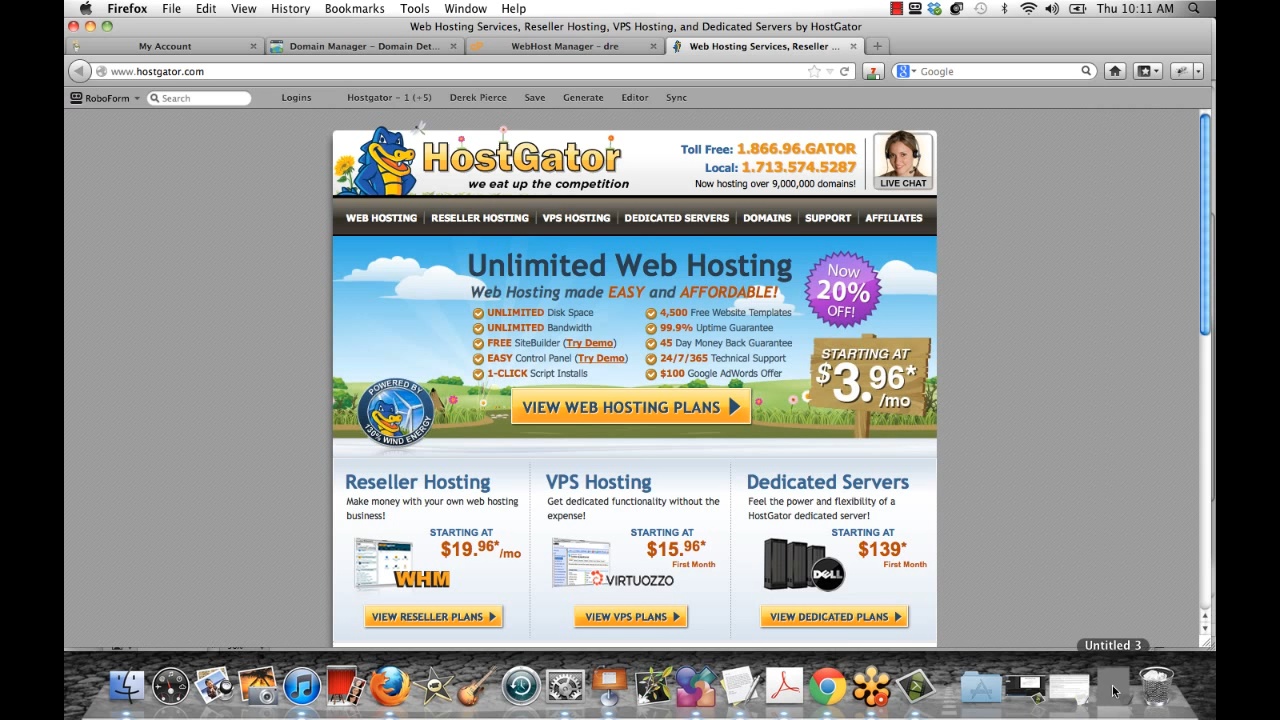 Firefox File Edit View History Bookmarks Tools Window Help Thu 10:11 AM
Web Hosting Services, Reseller Hosting, VPS Hosting, and Dedicated Servers by HostGator
My Account Domain Manager – Domain Det... WebHost Manager – dre Web Hosting Services, Reseller ...
www.hostgator.com Google
RoboForm Search Logins Hostgator – 1 (+5) Derek Pierce Save Generate Editor Sync
HostGator
we eat up the competition
Toll Free: 1.866.96.GATOR
Local: 1.713.574.5287
Now hosting over 9,000,000 domains!
LIVE CHAT
WEB HOSTING RESELLER HOSTING VPS HOSTING DEDICATED SERVERS DOMAINS SUPPORT AFFILIATES
Unlimited Web Hosting
Web Hosting made EASY and AFFORDABLE!
UNLIMITED Disk Space
UNLIMITED Bandwidth
FREE SiteBuilder (Try Demo)
EASY Control Panel (Try Demo)
1-CLICK Script Installs
4,500 Free Website Templates
99.9% Uptime Guarantee
45 Day Money Back Guarantee
24/7/365 Technical Support
$100 Google AdWords Offer
Now
20%
OFF!
STARTING AT
$3.96*
/mo
VIEW WEB HOSTING PLANS
POWERED BY
130% WIND ENERGY
Reseller Hosting
Make money with your own web hosting
business!
STARTING AT
$19.96*/mo
WHM
VIEW RESELLER PLANS
VPS Hosting
Get dedicated functionality without the
expense!
STARTING AT
$15.96*
First Month
VIRTUOZZO
VIEW VPS PLANS
Dedicated Servers
Feel the power and flexibility of a
HostGator dedicated server!
STARTING AT
$139*
First Month
DELL
VIEW DEDICATED PLANS
Untitled 3